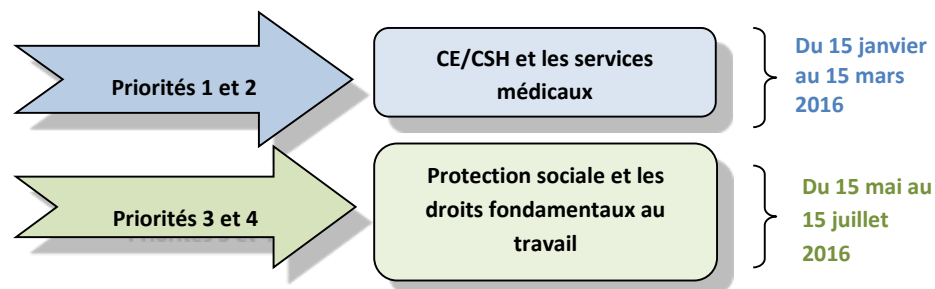 Priorités 1 et 2
CE/CSH et les services
médicaux
Du 15 janvier
au 15 mars
2016
Priorités 3 et 4
Protection sociale et les
droits fondamentaux au
travail
Du 15 mai au
15 juillet
2016